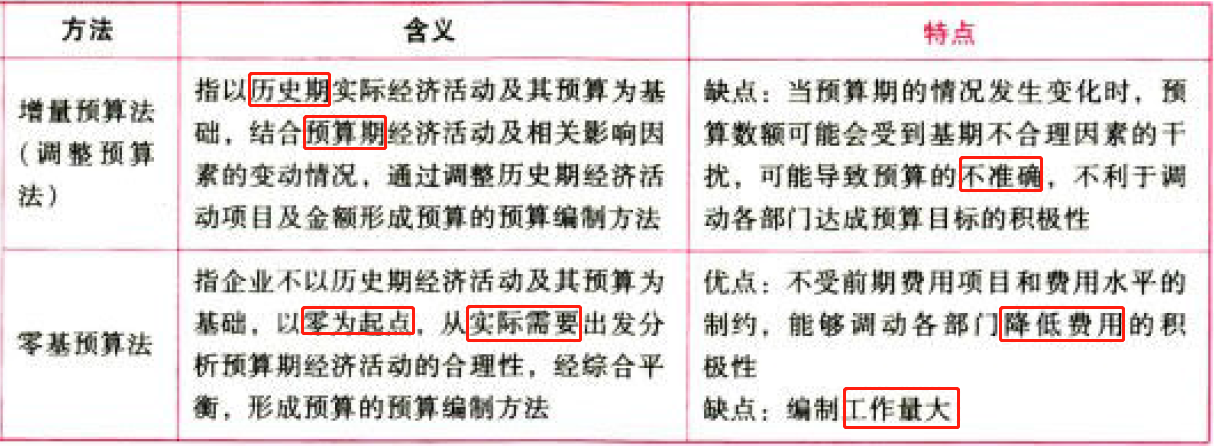 方法
含义
特点
增量预算法
(调整预算
法)
指以历史期实际经济活动及其预算为基
础，结合预算期经济活动及相关影响因
素的变动情况，通过调整历史期经济活
动项目及金额形成预算的预算编制方法
缺点：当预算期的情况发生变化时，预
算数额可能会受到基期不合理因素的干
扰，可能导致预算的不准确，不利于调
动各部门达成预算目标的积极性
零基预算法
指企业不以历史期经济活动及其预算为
基础，以零为起点，从实际需要出发分
析预算期经济活动的合理性，经综合平
衡，形成预算的预算编制方法
优点：不受前期费用项目和费用水平的
制约，能够调动各部门降低费用的积
极性
缺点：编制工作量大